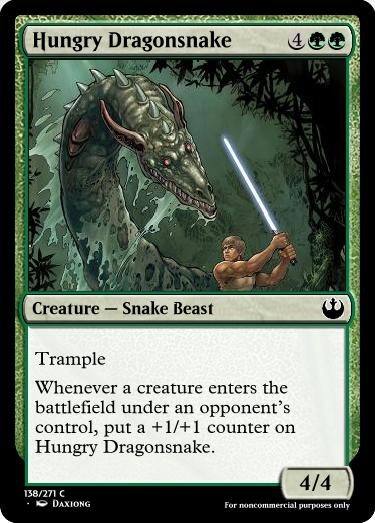 Hungry Dragonsnake 4
Creature — Snake Beast
Trample
Whenever a creature enters the
battlefield under an opponent's
control, put a +1/+1 counter on
Hungry Dragonsnake.
4/4
138/271 C
· Daxiong
For noncommercial purposes only